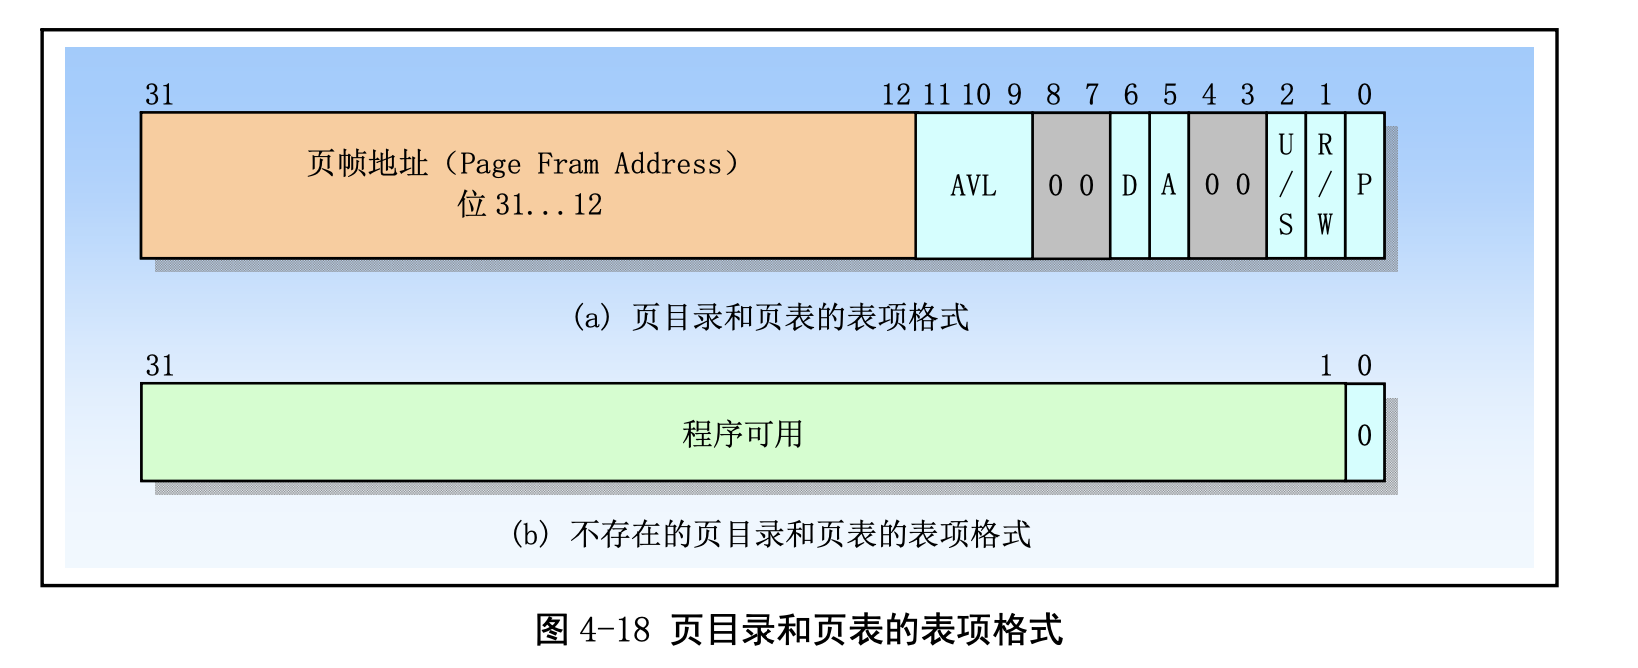 31 12 11 10 9 8 7 6 5 4 3 2 1 0
页帧地址（Page Fram Address）
位 31...12
AVL
0 0
D
A
0 0
U
/
S
R
/
W
P
(a) 页目录和页表的表项格式
31 1 0
程序可用
0
(b) 不存在的页目录和页表的表项格式
图 4-18 页目录和页表的表项格式